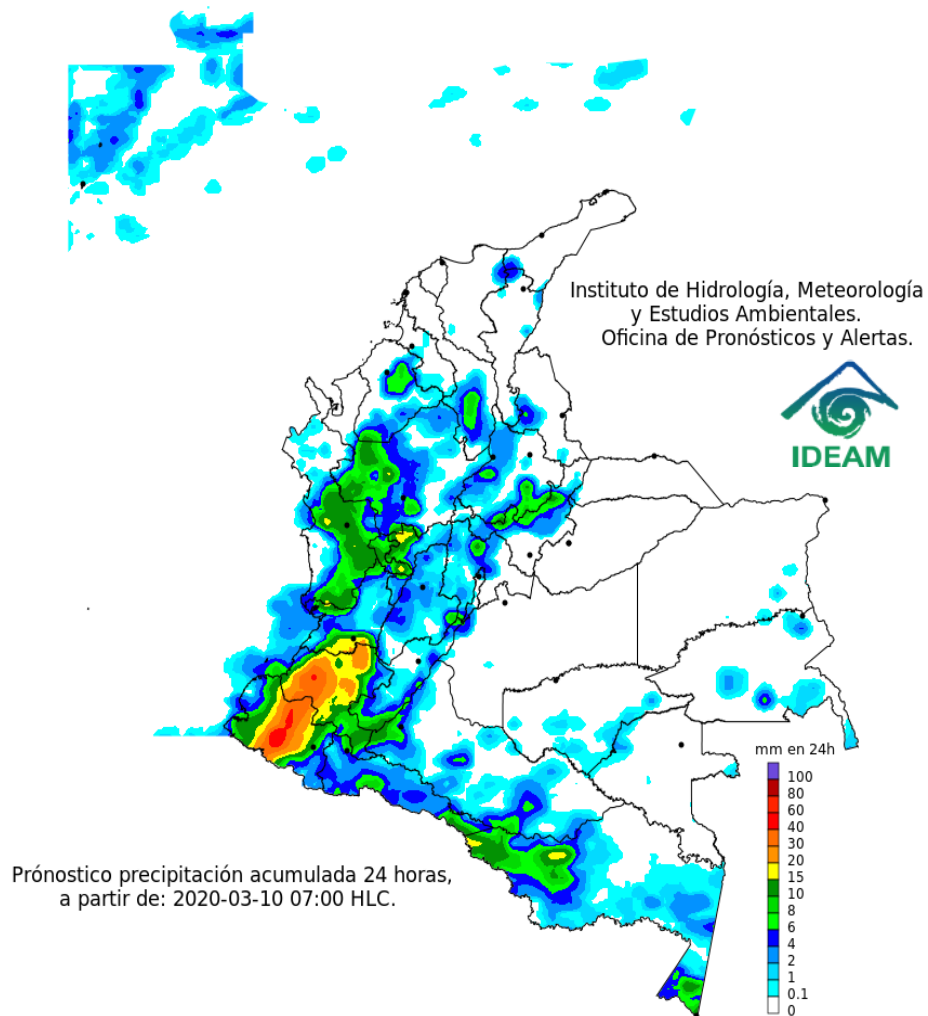 Instituto de Hidrología, Meteorología
y Estudios Ambientales.
Oficina de Pronósticos y Alertas.
IDEAM
mm en 24h
100
80
60
40
30
20
15
10
8
6
4
2
1
0.1
0
Prónostico precipitación acumulada 24 horas,
a partir de: 2020-03-10 07:00 HLC.